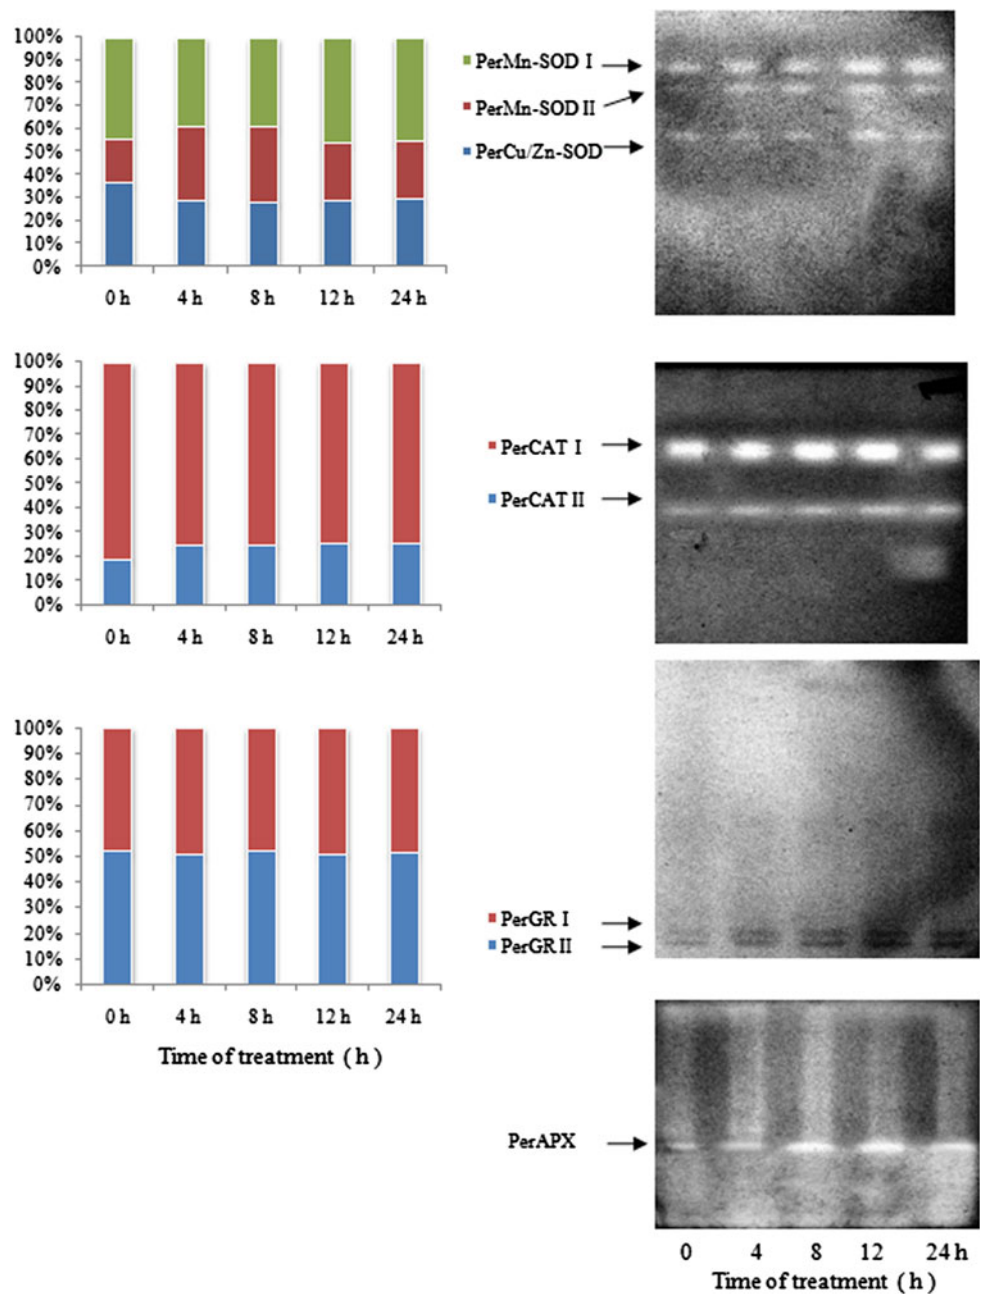 100%
90%
80%
70%
60%
50%
40%
30%
20%
10%
0%
0 h 4 h 8 h 12 h 24 h
PerMn-SOD I
PerMn-SOD II
PerCu/Zn-SOD
100%
90%
80%
70%
60%
50%
40%
30%
20%
10%
0%
0 h 4 h 8 h 12 h 24 h
PerCAT I
PerCAT II
100%
90%
80%
70%
60%
50%
40%
30%
20%
10%
0%
0 h 4 h 8 h 12 h 24 h
Time of treatment ( h )
PerGR I
PerGR II
PerAPX
0 4 8 12 24 h
Time of treatment ( h )